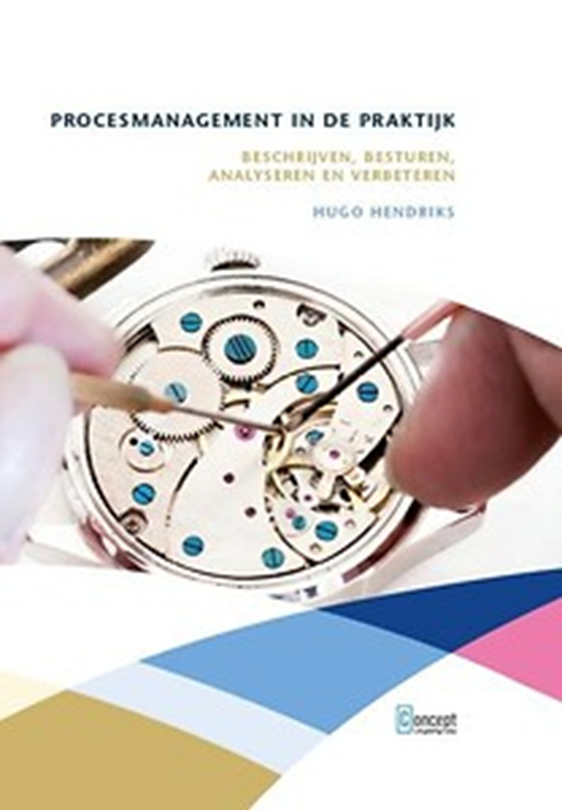 PROCESMANAGEMENT IN DE PRAKTIJK
BESCHRIJVEN, BESTUREN,
ANALYSEREN EN VERBETEREN
HUGO HENDRIKS
Concept